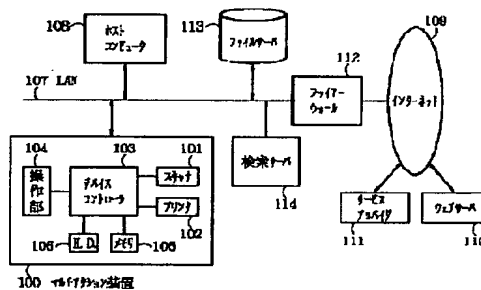 108
ホスト
コンピュータ
113
ファイルサーバ
109
112
ファイアー
ウォール
インターネット
107 LAN
104
操
作
部
103
デバイス
コントローラ
101
スキャナ
プリンタ
102
検索サーバ
114
サービス
プロバイダ
111
ウェブサーバ
110
106
メモリ
105
100
マルチファンクション装置